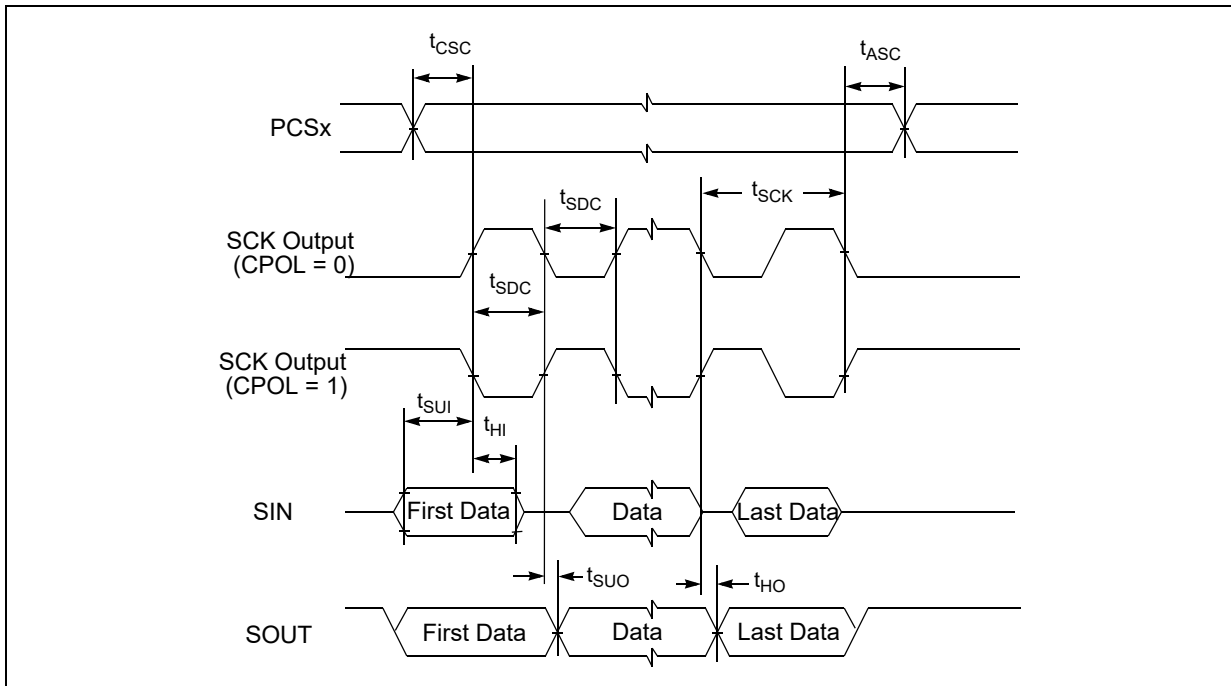 tCSC
tASC
PCSx
tSDC
tSCK
SCK Output
(CPOL = 0)
tSDC
SCK Output
(CPOL = 1)
tSUI
tHI
SIN
First Data
Data
Last Data
tSUO
tHO
SOUT
First Data
Data
Last Data